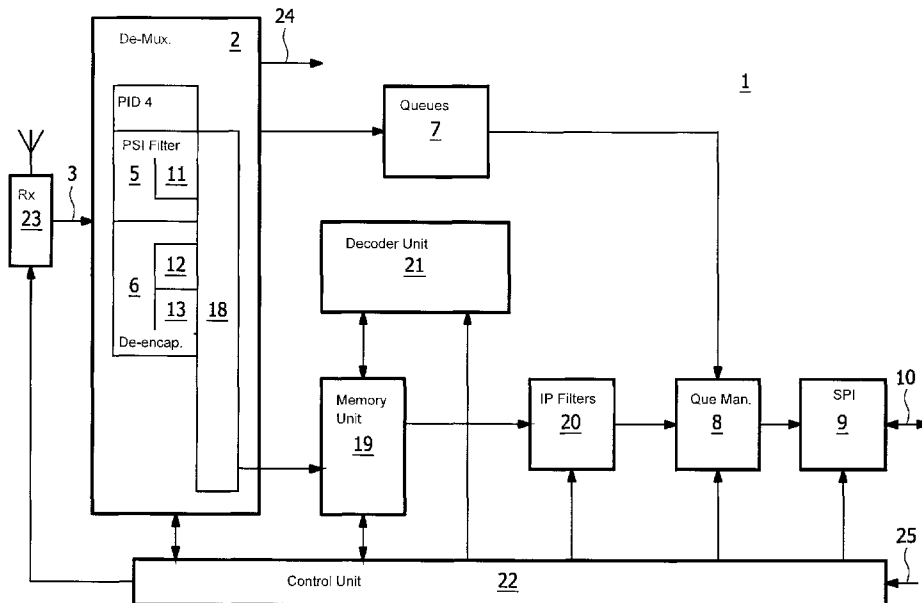 24
De-Mux.
2
1
PID 4
Queues
7
PSI Filter
5
11
Rx
23
3
Decoder Unit
21
12
6
13
18
De-encap.
Memory
Unit
19
IP Filters
20
Que Man.
8
SPI
9
10
25
Control Unit
22